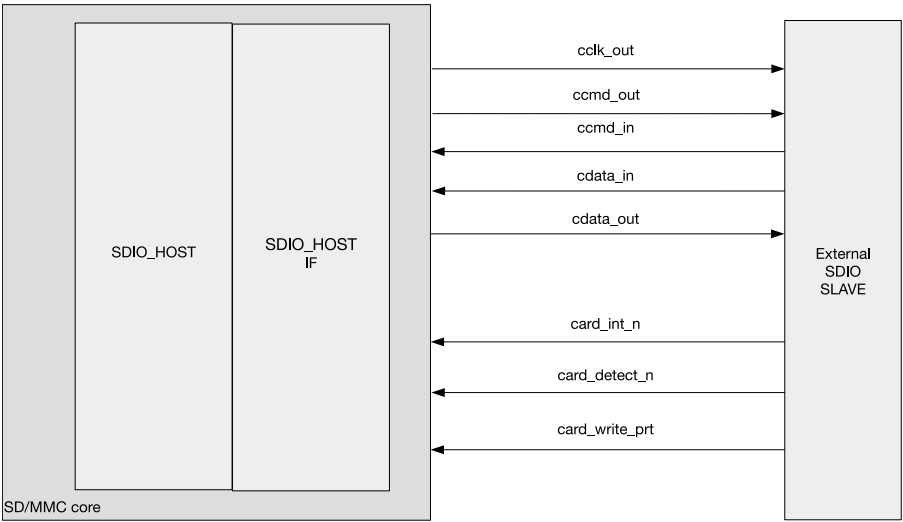 cclk_out
ccmd_out
ccmd_in
cdata_in
cdata_out
SDIO_HOST
SDIO_HOST
IF
External
SDIO
SLAVE
card_int_n
card_detect_n
card_write_prt
SD/MMC core